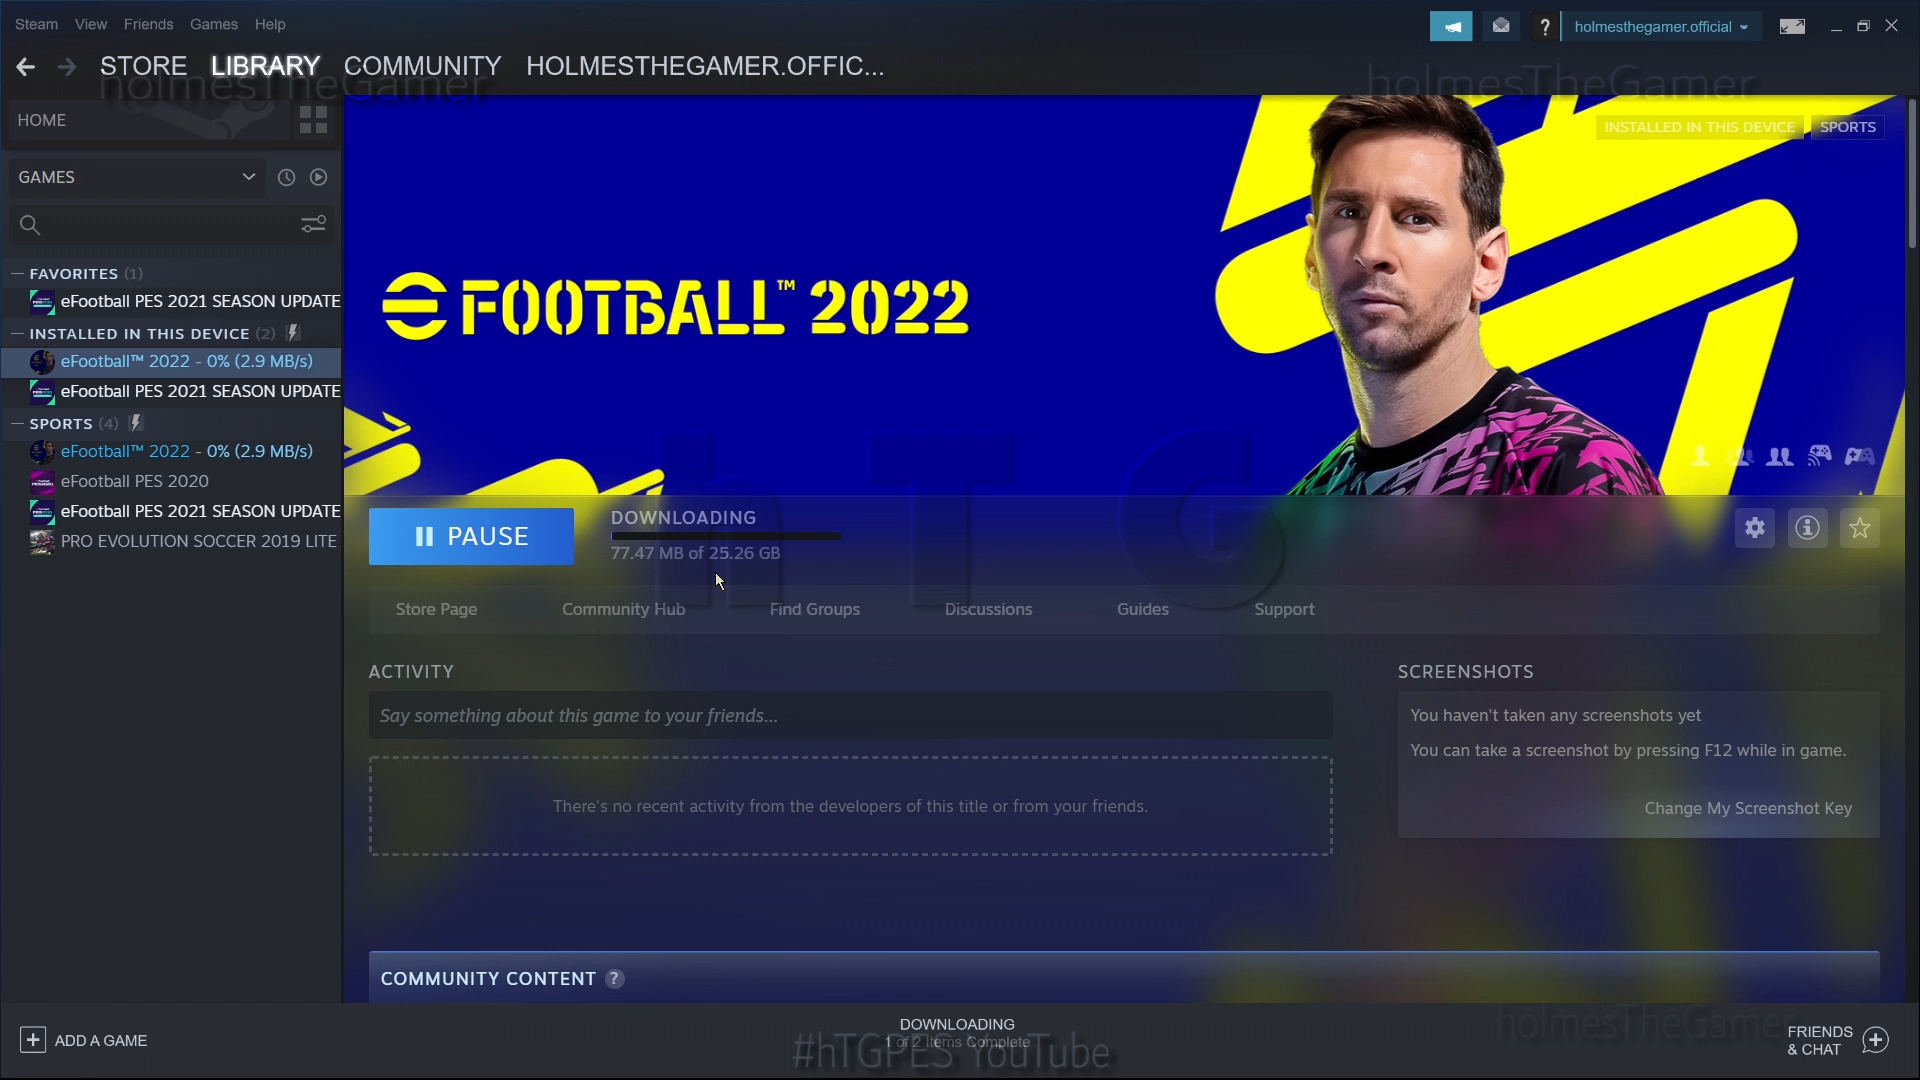 Steam View Friends Games Help
holmesthegamer.official
STORE LIBRARY COMMUNITY HOLMESTHEGAMER.OFFIC...
holmesTheGamer
holmesTheGamer
HOME
GAMES
FAVORITES (1)
eFootball PES 2021 SEASON UPDATE
INSTALLED IN THIS DEVICE (2)
eFootball™ 2022 - 0% (2.9 MB/s)
eFootball PES 2021 SEASON UPDATE
SPORTS (4)
eFootball™ 2022 - 0% (2.9 MB/s)
eFootball PES 2020
eFootball PES 2021 SEASON UPDATE
PRO EVOLUTION SOCCER 2019 LITE
INSTALLED IN THIS DEVICE SPORTS
eFOOTBALL™ 2022
h T G
PAUSE
DOWNLOADING
77.47 MB of 25.26 GB
Store Page Community Hub Find Groups Discussions Guides Support
ACTIVITY
Say something about this game to your friends...
There's no recent activity from the developers of this title or from your friends.
SCREENSHOTS
You haven't taken any screenshots yet
You can take a screenshot by pressing F12 while in game.
Change My Screenshot Key
COMMUNITY CONTENT ?
ADD A GAME
DOWNLOADING
1 of 2 Items Complete
#hTGPES YouTube
holmesTheGamer
FRIENDS
& CHAT